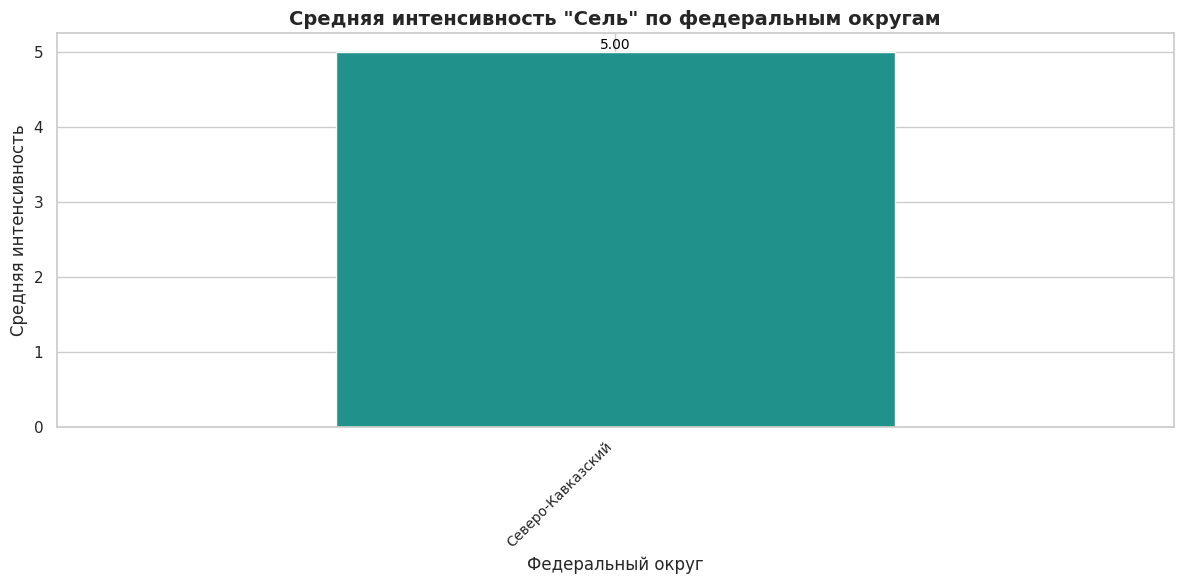 Средняя интенсивность "Сель" по федеральным округам
5.00
5
4
3
2
1
0
Средняя интенсивность
Северо-Кавказский
Федеральный округ